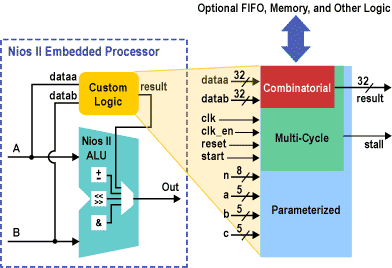 Optional FIFO, Memory, and Other Logic
Nios II Embedded Processor
dataa
datab
Custom
Logic
result
A
Nios II
ALU
+
−
<<
>>
&
Out
B
dataa 32
datab 32
Combinatorial
32
result
clk
clk_en
reset
start
Multi-Cycle
stall
n 8
a 5
b 5
c 5
Parameterized